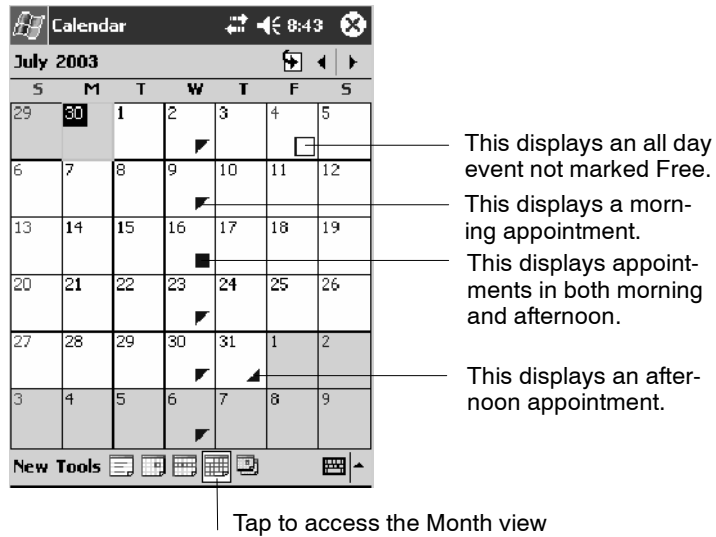 Calendar 8:43
July 2003
S M T W T F S
29 30 1 2 3 4 5
6 7 8 9 10 11 12
13 14 15 16 17 18 19
20 21 22 23 24 25 26
27 28 29 30 31 1 2
3 4 5 6 7 8 9
New Tools
This displays an all day
event not marked Free.
This displays a morn-
ing appointment.
This displays appoint-
ments in both morning
and afternoon.
This displays an after-
noon appointment.
Tap to access the Month view